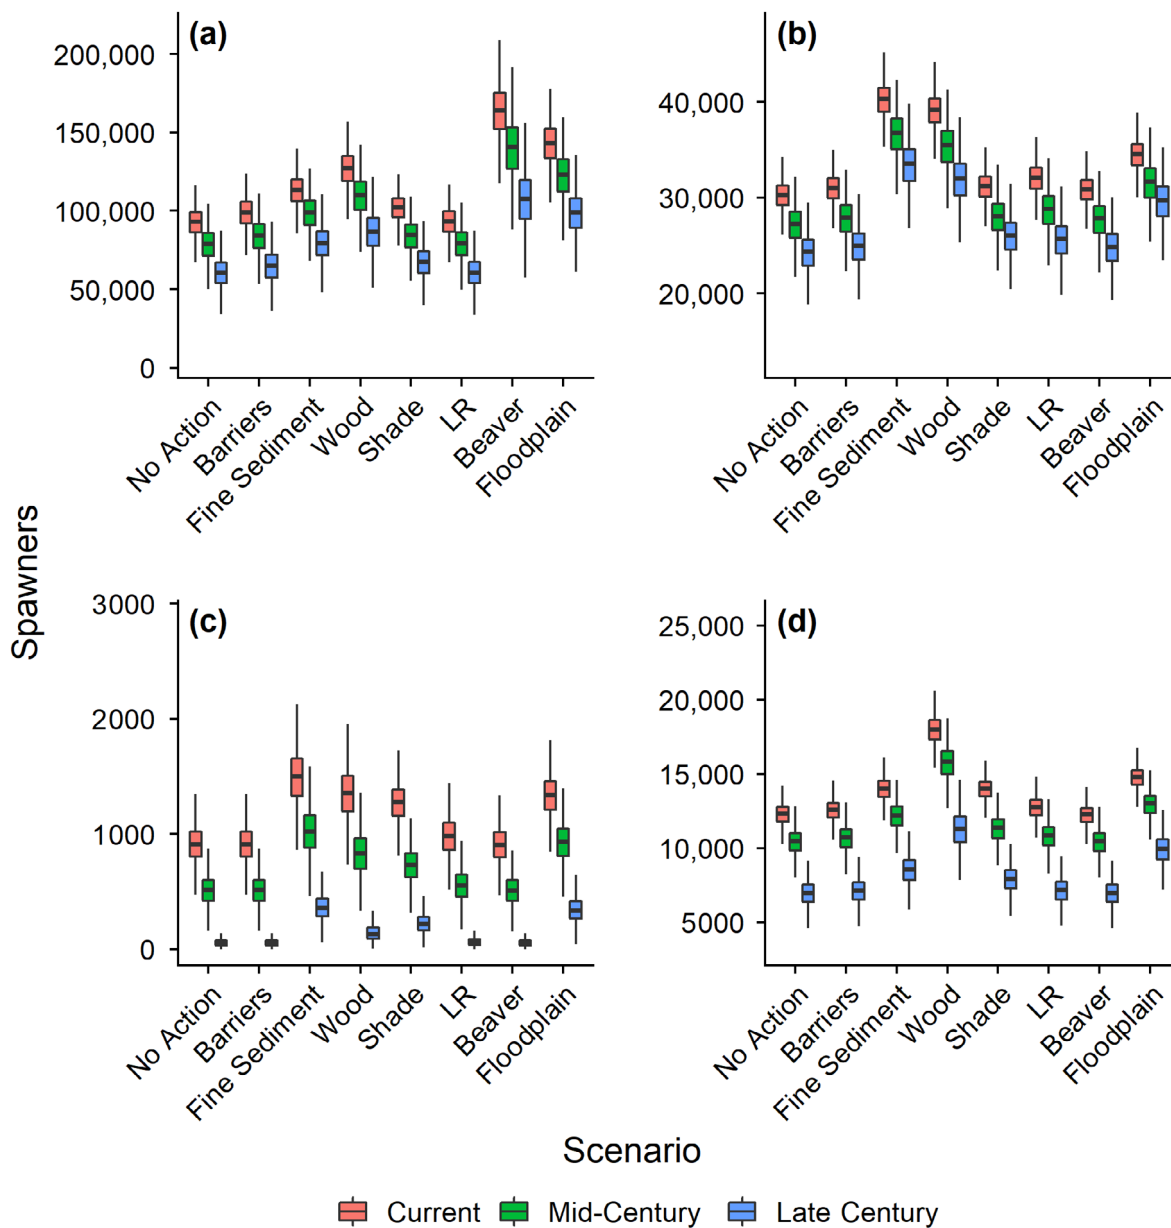 (a)
200,000
150,000
100,000
50,000
0
No Action
Barriers
Fine Sediment
Wood
Shade
LR
Beaver
Floodplain
(b)
40,000
30,000
20,000
No Action
Barriers
Fine Sediment
Wood
Shade
LR
Beaver
Floodplain
Spawners
(c)
3000
2000
1000
0
No Action
Barriers
Fine Sediment
Wood
Shade
LR
Beaver
Floodplain
(d)
25,000
20,000
15,000
10,000
5000
No Action
Barriers
Fine Sediment
Wood
Shade
LR
Beaver
Floodplain
Scenario
Current Mid-Century Late Century